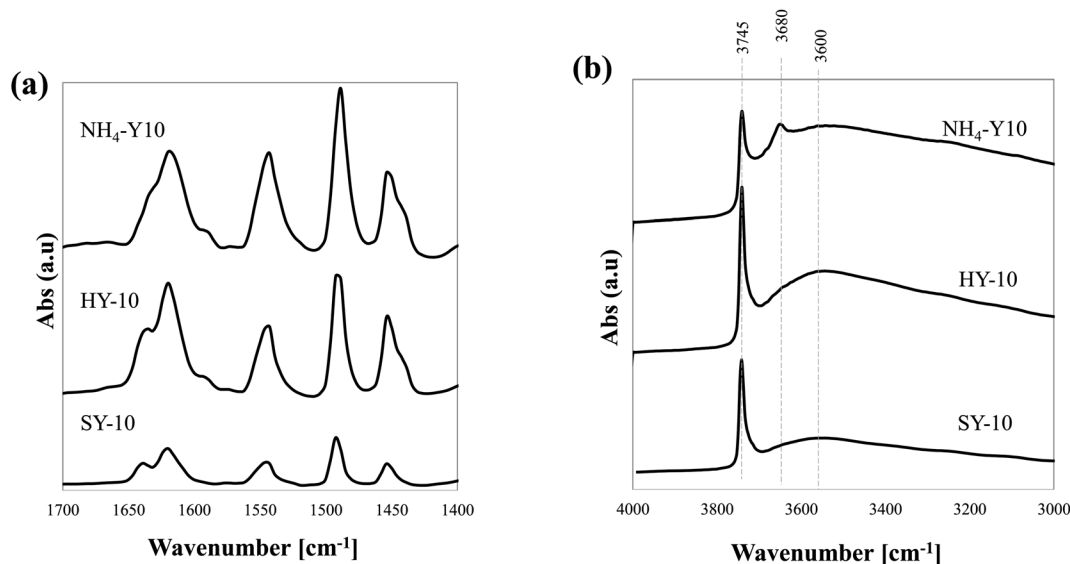 (a)
NH₄-Y10
HY-10
SY-10
Abs (a.u)
1700 1650 1600 1550 1500 1450 1400
Wavenumber [cm⁻¹]
(b)
3745
3680
3600
NH₄-Y10
HY-10
SY-10
Abs (a.u)
4000 3800 3600 3400 3200 3000
Wavenumber [cm⁻¹]